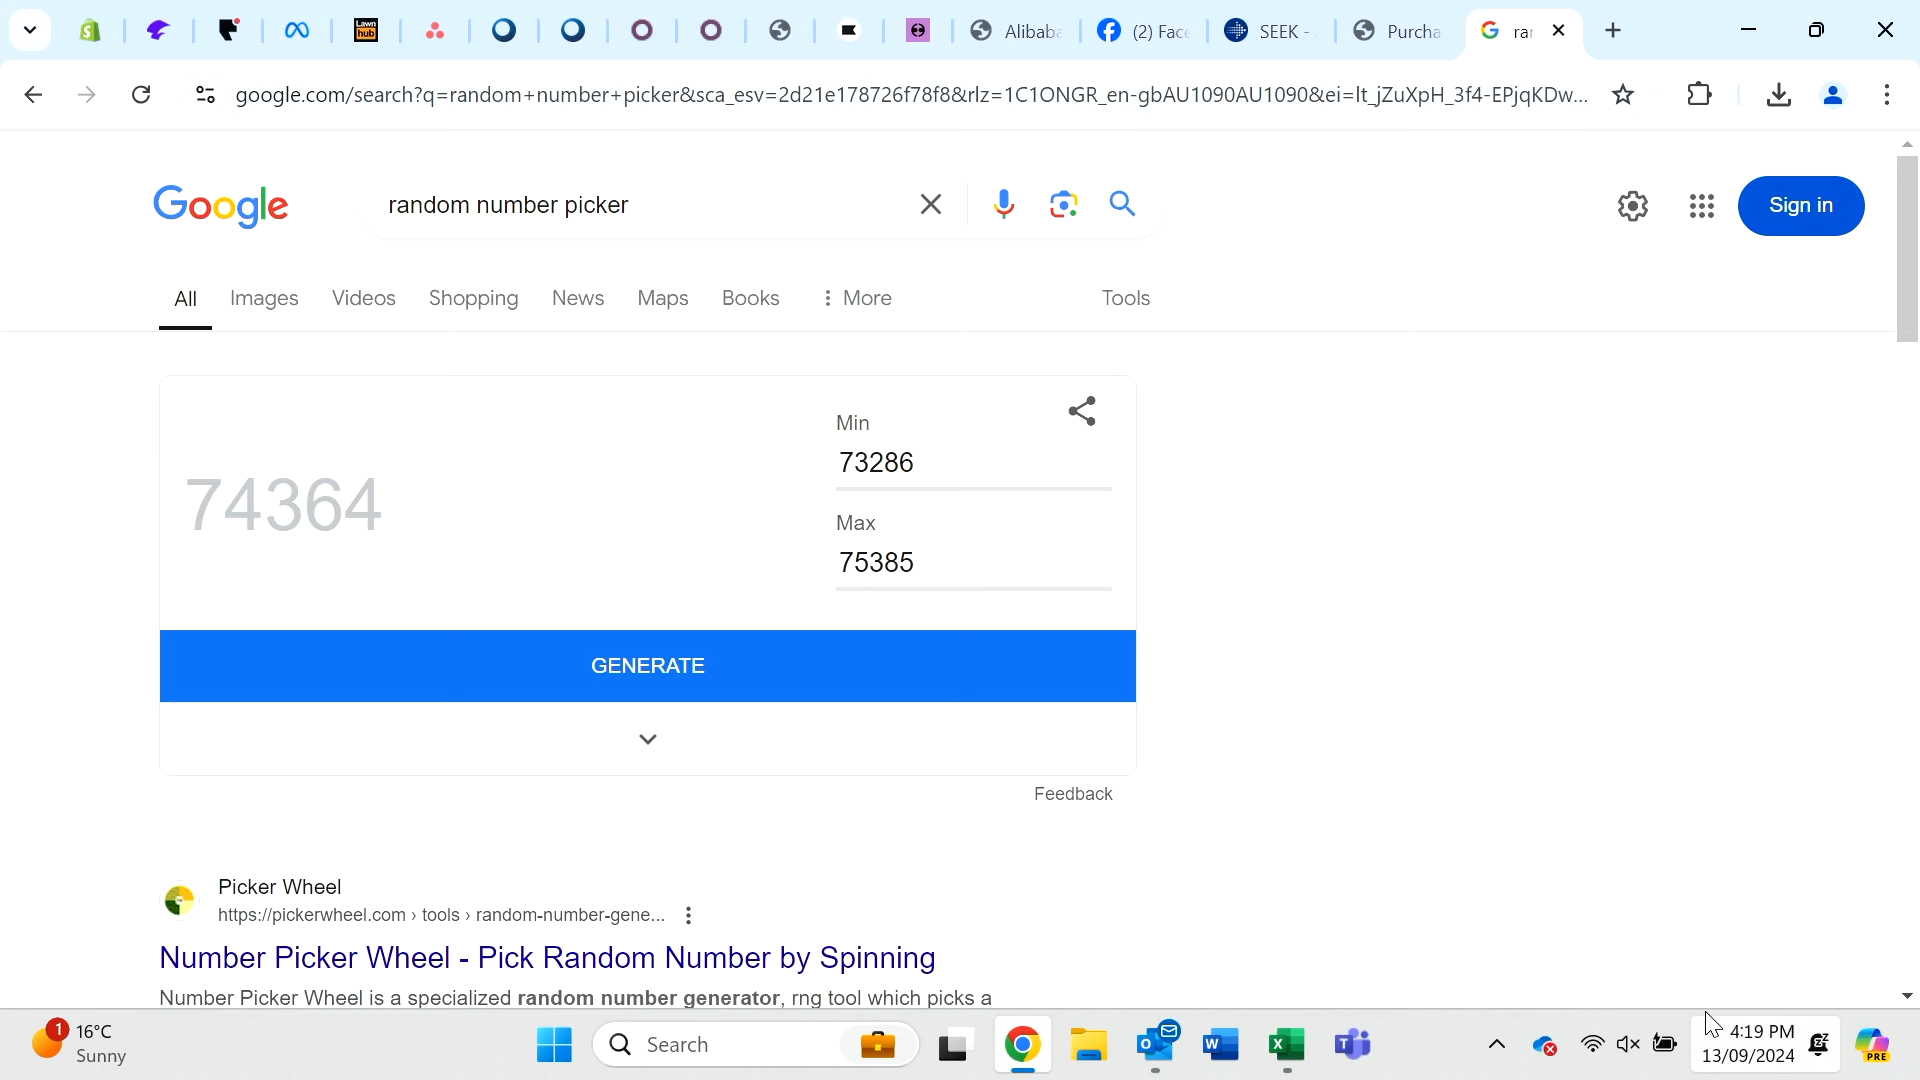 Alibaba
(2) Face
SEEK -
Purcha
ra
google.com/search?q=random+number+picker&sca_esv=2d21e178726f78f8&rlz=1C1ONGR_en-gbAU1090AU1090&ei=lt_jZuXpH_3f4-EPjqKDw...
Google
random number picker
Sign in
All
Images
Videos
Shopping
News
Maps
Books
More
Tools
74364
Min
73286
Max
75385
GENERATE
Feedback
Picker Wheel
https://pickerwheel.com › tools › random-number-gene...
Number Picker Wheel - Pick Random Number by Spinning
Number Picker Wheel is a specialized random number generator, rng tool which picks a
1
16°C
Sunny
Search
4:19 PM
13/09/2024
PRE